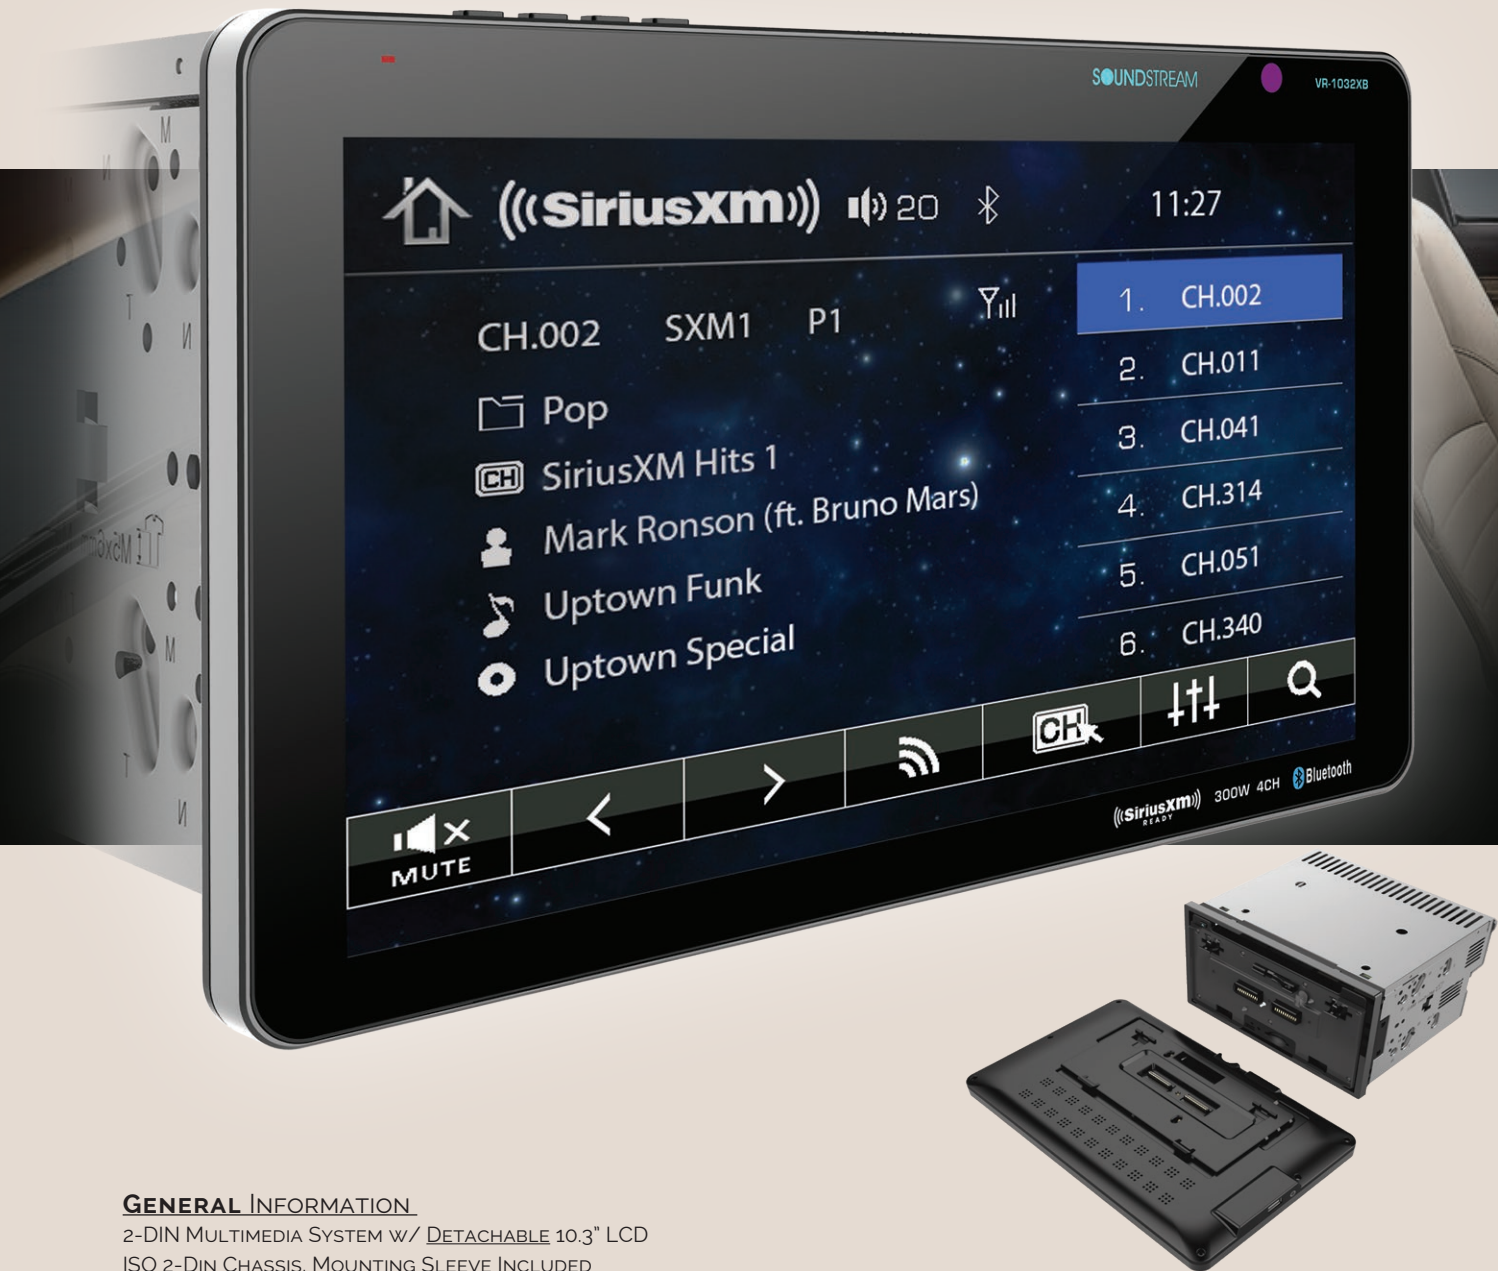 SOUNDSTREAM
VR-1032XB
SiriusXM 20 11:27
CH.002 SXM1 P1
Pop
CH SiriusXM Hits 1
Mark Ronson (ft. Bruno Mars)
Uptown Funk
Uptown Special
1. CH.002
2. CH.011
3. CH.041
4. CH.314
5. CH.051
6. CH.340
MUTE
CH
SiriusXM
READY
300W 4CH
Bluetooth
GENERAL INFORMATION
2-DIN MULTIMEDIA SYSTEM W/ DETACHABLE 10.3" LCD
ISO 2-DIN CHASSIS, MOUNTING SLEEVE INCLUDED